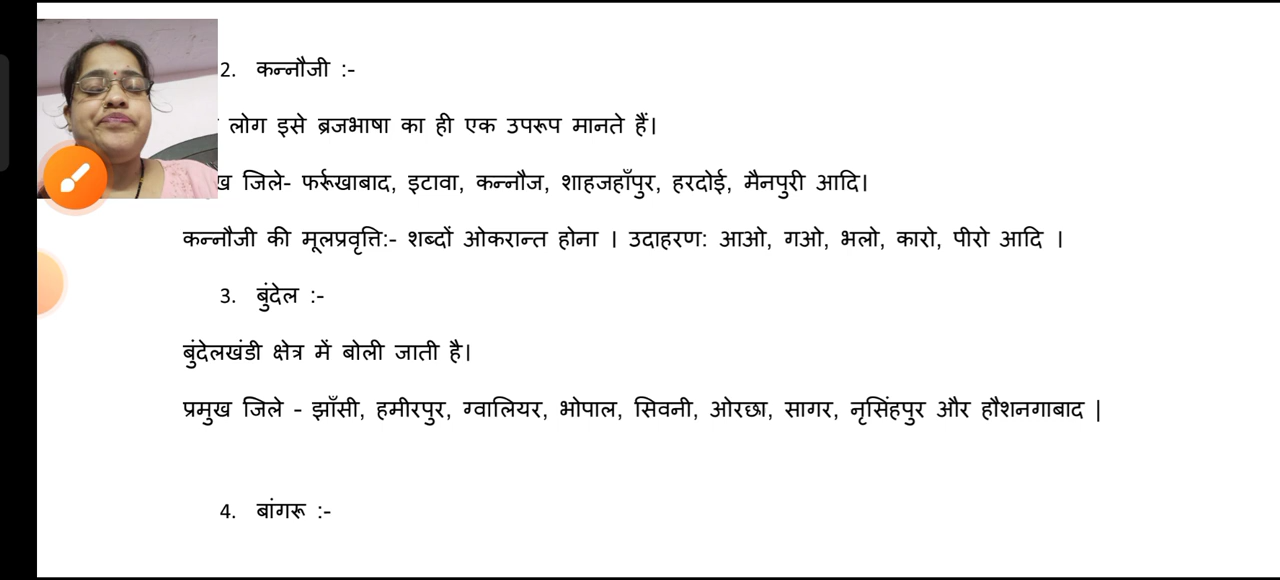 2. कन्नौजी :-
लोग इसे ब्रजभाषा का ही एक उपरूप मानते हैं।
जिले- फर्रूखाबाद, इटावा, कन्नौज, शाहजहाँपुर, हरदोई, मैनपुरी आदि।
कन्नौजी की मूलप्रवृत्ति:- शब्दों ओकरान्त होना । उदाहरण: आओ, गओ, भलो, कारो, पीरो आदि ।
3. बुंदेल :-
बुंदेलखंडी क्षेत्र में बोली जाती है।
प्रमुख जिले - झाँसी, हमीरपुर, ग्वालियर, भोपाल, सिवनी, ओरछा, सागर, नृसिंहपुर और हौशनगाबाद |
4. बांगरू :-